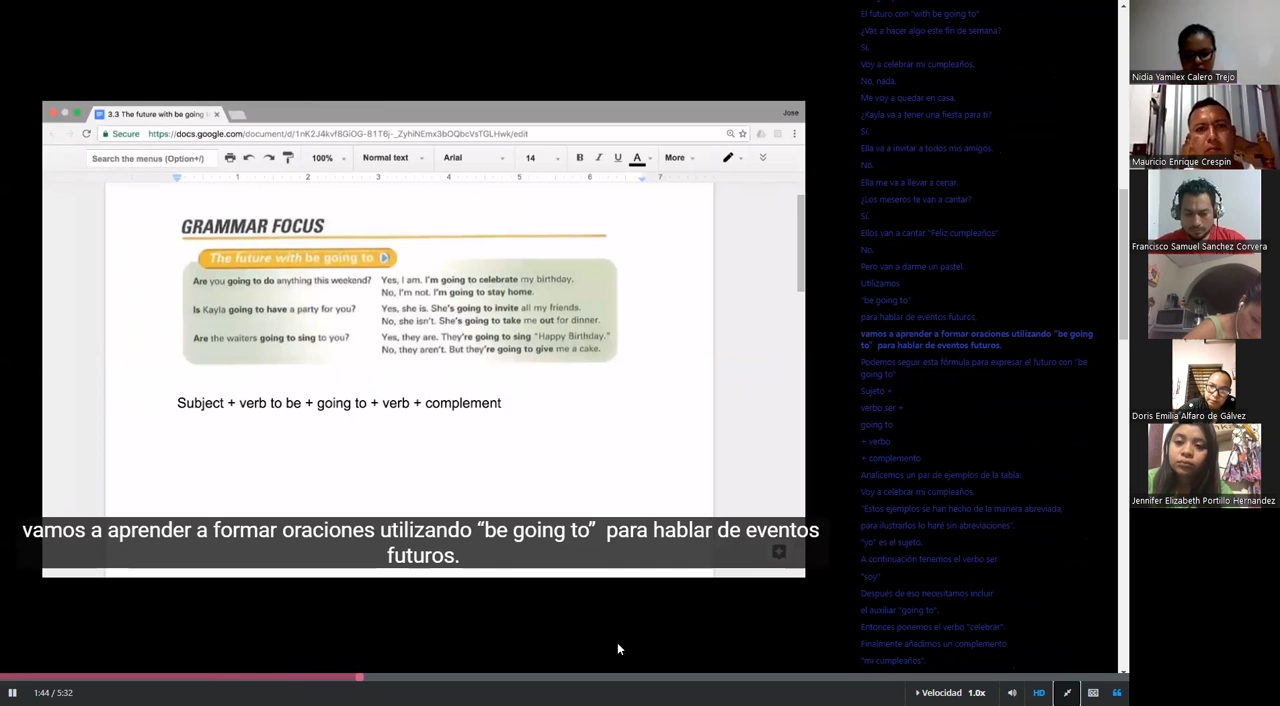 3.3 The future with be going
Jose
Secure
https://docs.google.com/document/d/1nK2J4kvf8GiOG-81T6j-_ZyhiNEmx3bOQbcVsTGLHwk/edit
Search the menus (Option+/)
100%
Normal text
Arial
14
B I U A
More
1 2 3 4 5 6 7
GRAMMAR FOCUS
The future with be going to
Are you going to do anything this weekend? Yes, I am. I'm going to celebrate my birthday.
No, I'm not. I'm going to stay home.
Is Kayla going to have a party for you? Yes, she is. She's going to invite all my friends.
No, she isn't. She's going to take me out for dinner.
Are the waiters going to sing to you? Yes, they are. They're going to sing "Happy Birthday."
No, they aren't. But they're going to give me a cake.
Subject + verb to be + going to + verb + complement
vamos a aprender a formar oraciones utilizando “be going to” para hablar de eventos
futuros.
El futuro con "with be going to"
¿Vas a hacer algo este fin de semana?
Sí.
Voy a celebrar mi cumpleaños.
No, nada.
Me voy a quedar en casa.
¿Kayla va a tener una fiesta para ti?
Sí.
Ella va a invitar a todos mis amigos.
No.
Ella me va a llevar a cenar.
¿Los meseros te van a cantar?
Sí.
Ellos van a cantar "Feliz cumpleaños"
No.
Pero van a darme un pastel.
Utilizamos
"be going to"
para hablar de eventos futuros.
vamos a aprender a formar oraciones utilizando “be going
to” para hablar de eventos futuros.
Podemos seguir esta fórmula para expresar el futuro con "be
going to"
Sujeto +
verbo ser +
going to
+ verbo
+ complemento
Analicemos un par de ejemplos de la tabla:
Voy a celebrar mi cumpleaños.
"Estos ejemplos se han hecho de la manera abreviada,
para ilustrarlos lo haré sin abreviaciones".
"yo" es el sujeto.
A continuación tenemos el verbo ser
"soy"
Después de eso necesitamos incluir
el auxiliar "going to".
Entonces ponemos el verbo "celebrar".
Finalmente añadimos un complemento
"mi cumpleaños".
Nidia Yamilex Calero Trejo
Mauricio Enrique Crespin
Francisco Samuel Sanchez Corvera
Doris Emilia Alfaro de Gálvez
Jennifer Elizabeth Portillo Hernandez
1:44 / 5:32
Velocidad 1.0x
HD